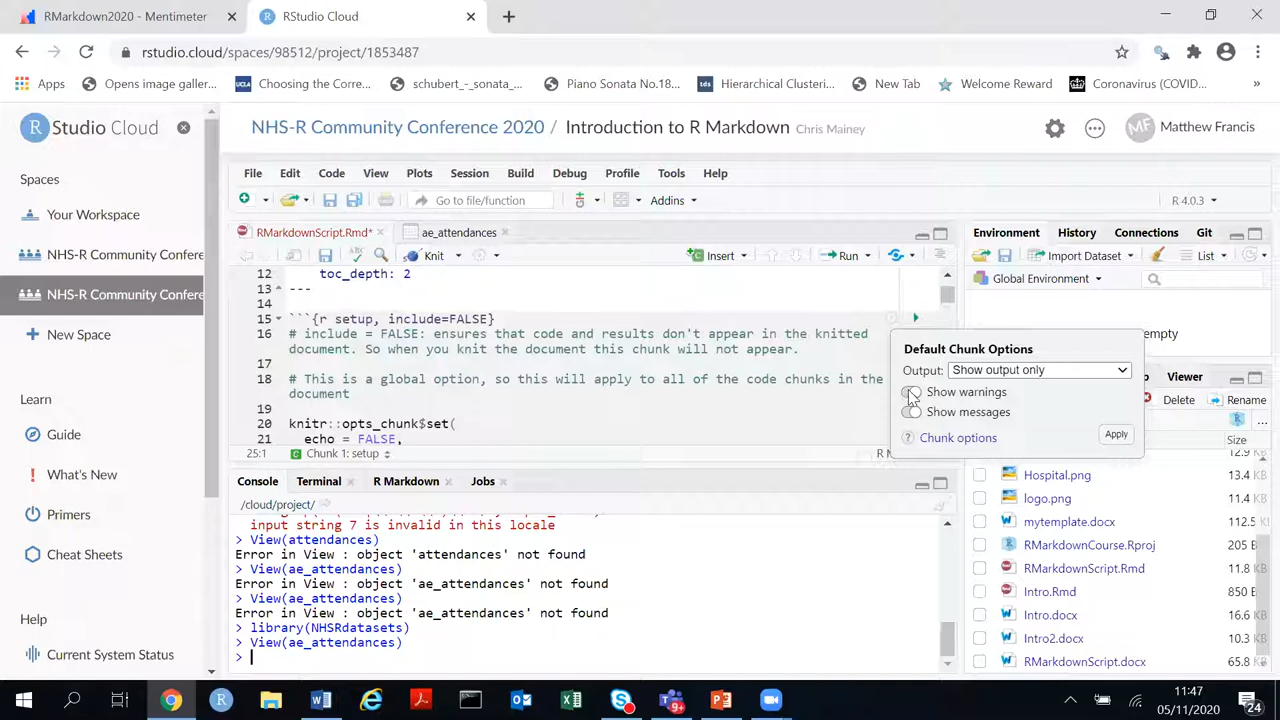 RMarkdown2020 - Mentimeter
RStudio Cloud
rstudio.cloud/spaces/98512/project/1853487
Apps
Opens image galler...
UCLA Choosing the Corre...
schubert_-_sonata_...
Piano Sonata No.18...
tds Hierarchical Clusteri...
New Tab
Welcome Reward
Coronavirus (COVID...
»
R Studio Cloud
NHS-R Community Conference 2020 / Introduction to R Markdown Chris Mainey
MF Matthew Francis
Spaces
Your Workspace
NHS-R Community Confere
NHS-R Community Confere
New Space
Learn
Guide
What's New
Primers
Cheat Sheets
Help
Current System Status
File Edit Code View Plots Session Build Debug Profile Tools Help
Go to file/function
Addins
R 4.0.3
RMarkdownScript.Rmd*
ae_attendances
Knit
Insert
Run
12 toc_depth: 2
13 ---
14
15 ```{r setup, include=FALSE}
16 # include = FALSE: ensures that code and results don't appear in the knitted
document. So when you knit the document this chunk will not appear.
17
18 # This is a global option, so this will apply to all of the code chunks in the
document
19
20 knitr::opts_chunk$set(
21 echo = FALSE,
25:1 Chunk 1: setup
R M
Default Chunk Options
Output: Show output only
Show warnings
Show messages
? Chunk options
Apply
Console Terminal R Markdown Jobs
/cloud/project/
input string 7 is invalid in this locale
> View(attendances)
Error in View : object 'attendances' not found
> View(ae_attendances)
Error in View : object 'ae_attendances' not found
> View(ae_attendances)
Error in View : object 'ae_attendances' not found
> library(NHSRdatasets)
> View(ae_attendances)
>
Environment History Connections Git
Import Dataset
List
Global Environment
empty
Viewer
Delete
Rename
Size
12.9 K
Hospital.png 13.4 K
logo.png 11.4 K
mytemplate.docx 112.5 K
RMarkdownCourse.Rproj 205 B
RMarkdownScript.Rmd 11.8 K
Intro.Rmd 850 B
Intro.docx 16.6 K
Intro2.docx 10.3 K
RMarkdownScript.docx 65.8 K
9+
11:47
05/11/2020
24